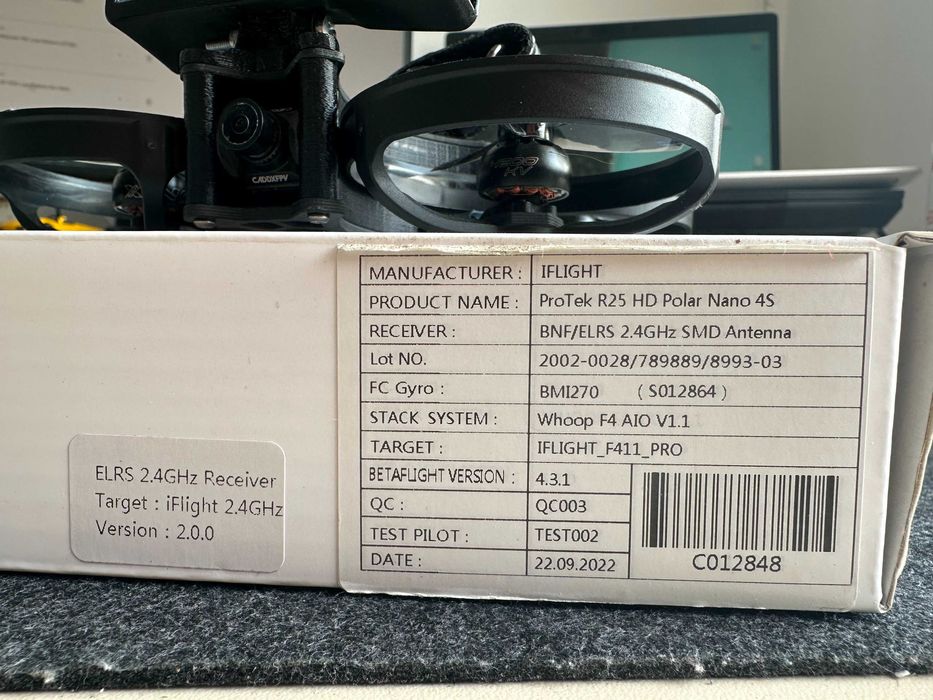 CADDXFPV
KV
MANUFACTURER : IFLIGHT
PRODUCT NAME : ProTek R25 HD Polar Nano 4S
RECEIVER : BNF/ELRS 2.4GHz SMD Antenna
Lot NO. 2002-0028/789889/8993-03
FC Gyro : BMI270 ( S012864 )
STACK SYSTEM : Whoop F4 AIO V1.1
TARGET : IFLIGHT_F411_PRO
BETAFLIGHT VERSION : 4.3.1
QC : QC003
TEST PILOT : TEST002
DATE : 22.09.2022
C012848
ELRS 2.4GHz Receiver
Target : iFlight 2.4GHz
Version : 2.0.0